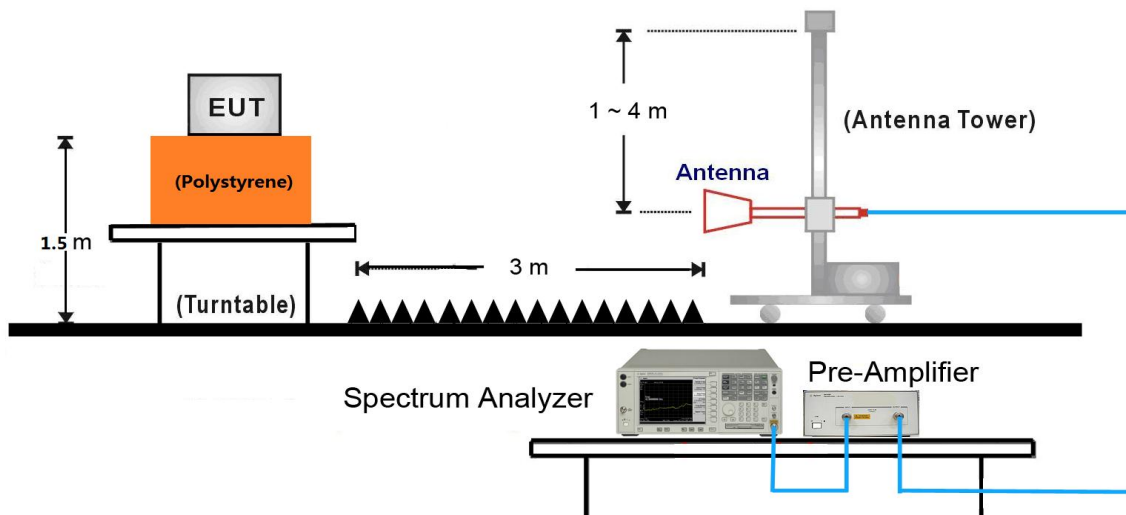 EUT
(Polystyrene)
1.5 m
(Turntable)
3 m
1 ~ 4 m
(Antenna Tower)
Antenna
Spectrum Analyzer
Pre-Amplifier